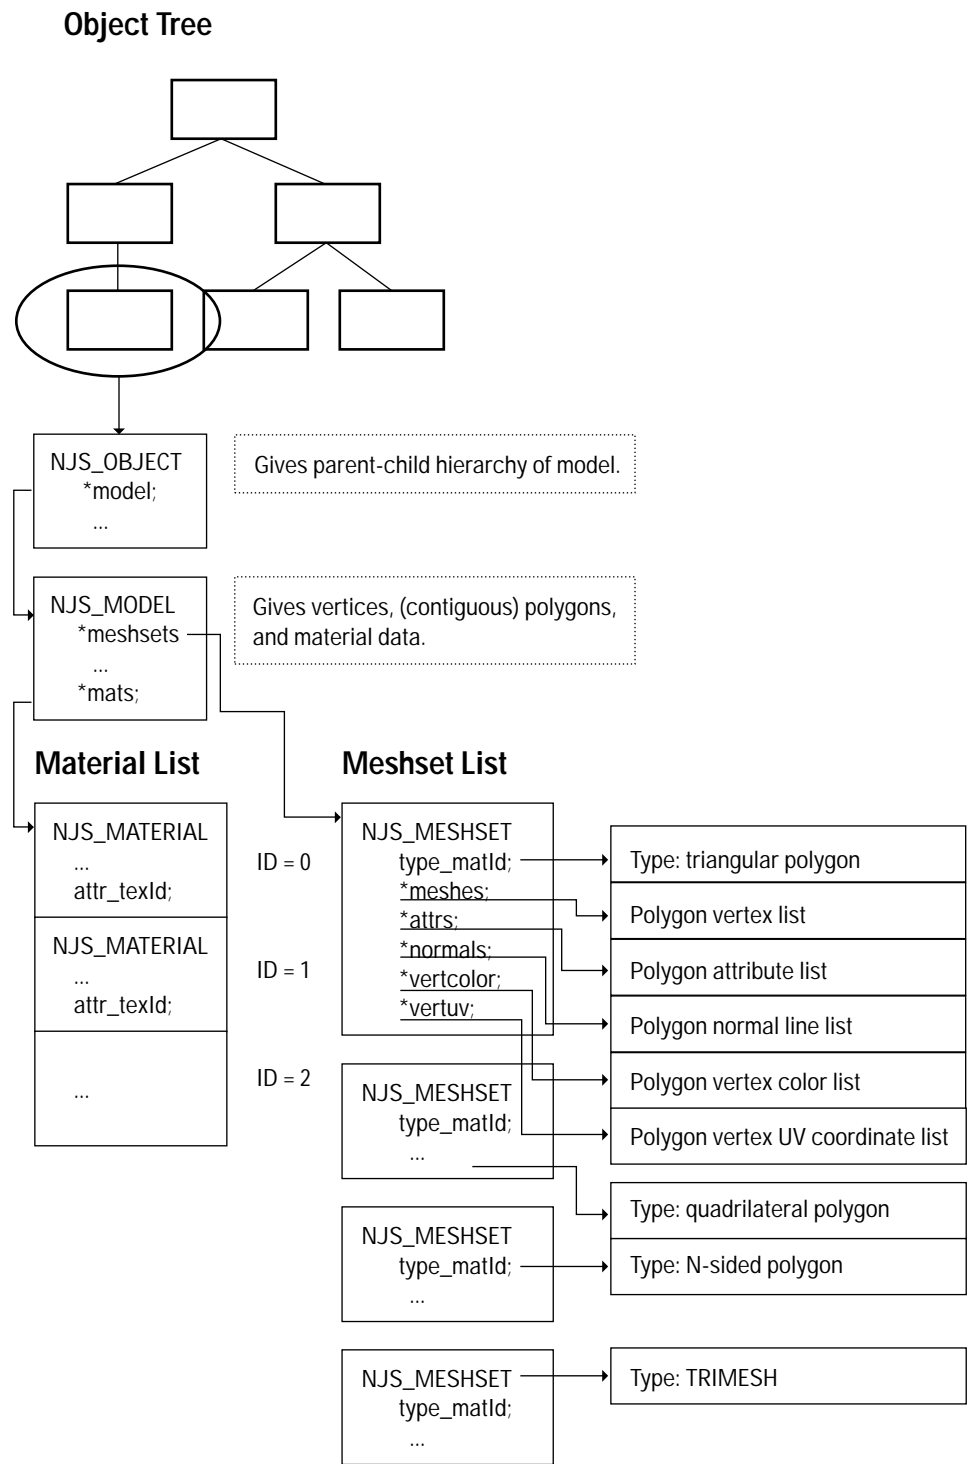 Object Tree
NJS_OBJECT
*model;
...
Gives parent-child hierarchy of model.
NJS_MODEL
*meshsets
...
*mats;
Gives vertices, (contiguous) polygons,
and material data.
Material List
NJS_MATERIAL
...
attr_texId;
NJS_MATERIAL
...
attr_texId;
...
ID = 0
ID = 1
ID = 2
Meshset List
NJS_MESHSET
type_matId;
*meshes;
*attrs;
*normals;
*vertcolor;
*vertuv;
NJS_MESHSET
type_matId;
...
NJS_MESHSET
type_matId;
...
NJS_MESHSET
type_matId;
...
Type: triangular polygon
Polygon vertex list
Polygon attribute list
Polygon normal line list
Polygon vertex color list
Polygon vertex UV coordinate list
Type: quadrilateral polygon
Type: N-sided polygon
Type: TRIMESH